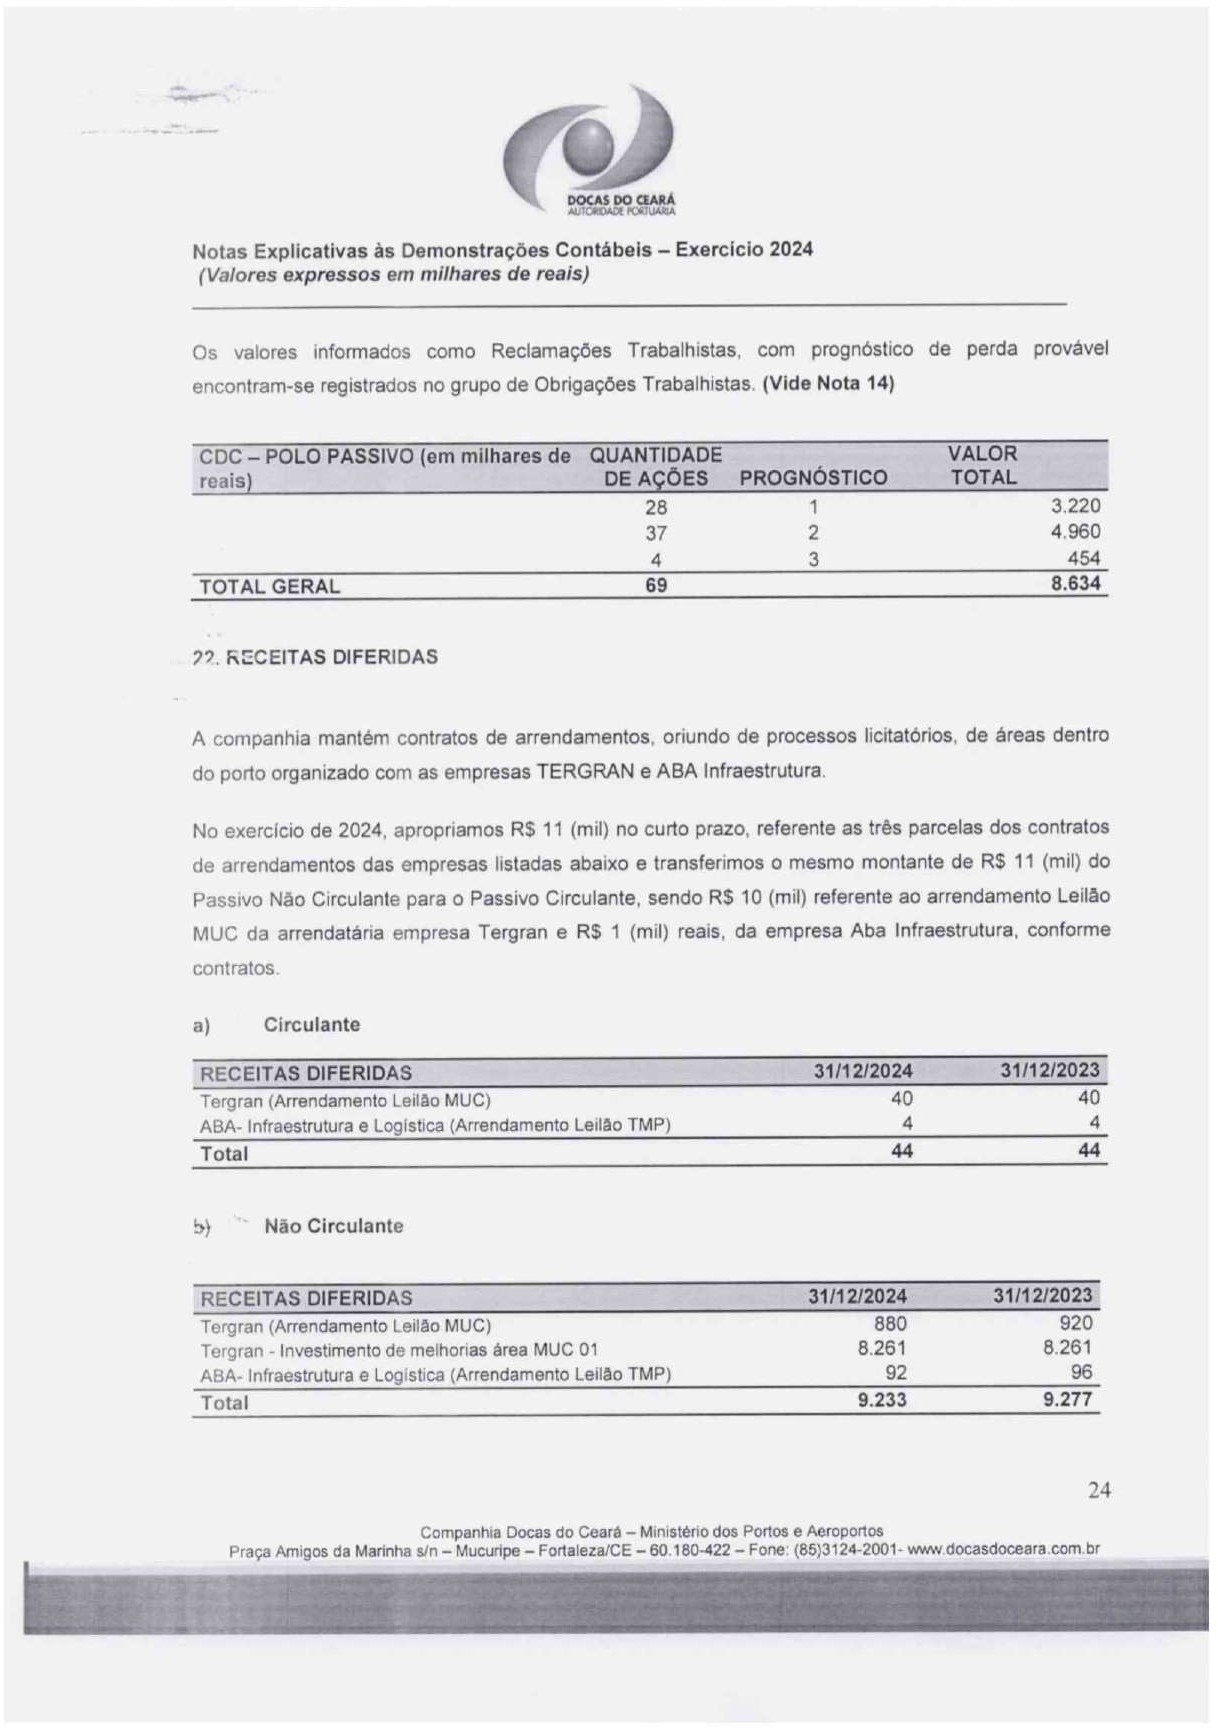 DOCAS DO CEARÁ
AUTORIDADE PORTUÁRIA
Notas Explicativas às Demonstrações Contábeis – Exercício 2024
(Valores expressos em milhares de reais)
Os valores informados como Reclamações Trabalhistas, com prognóstico de perda provável
encontram-se registrados no grupo de Obrigações Trabalhistas. (Vide Nota 14)
CDC – POLO PASSIVO (em milhares de reais) QUANTIDADE DE AÇÕES PROGNÓSTICO VALOR TOTAL
28 1 3.220
37 2 4.960
4 3 454
TOTAL GERAL 69 8.634
22. RECEITAS DIFERIDAS
A companhia mantém contratos de arrendamentos, oriundo de processos licitatórios, de áreas dentro
do porto organizado com as empresas TERGRAN e ABA Infraestrutura.
No exercício de 2024, apropriamos R$ 11 (mil) no curto prazo, referente as três parcelas dos contratos
de arrendamentos das empresas listadas abaixo e transferimos o mesmo montante de R$ 11 (mil) do
Passivo Não Circulante para o Passivo Circulante, sendo R$ 10 (mil) referente ao arrendamento Leilão
MUC da arrendatária empresa Tergran e R$ 1 (mil) reais, da empresa Aba Infraestrutura, conforme
contratos.
a) Circulante
RECEITAS DIFERIDAS 31/12/2024 31/12/2023
Tergran (Arrendamento Leilão MUC) 40 40
ABA- Infraestrutura e Logística (Arrendamento Leilão TMP) 4 4
Total 44 44
b) Não Circulante
RECEITAS DIFERIDAS 31/12/2024 31/12/2023
Tergran (Arrendamento Leilão MUC) 880 920
Tergran - Investimento de melhorias área MUC 01 8.261 8.261
ABA- Infraestrutura e Logística (Arrendamento Leilão TMP) 92 96
Total 9.233 9.277
24
Companhia Docas do Ceará – Ministério dos Portos e Aeroportos
Praça Amigos da Marinha s/n – Mucuripe – Fortaleza/CE – 60.180-422 – Fone: (85)3124-2001- www.docasdoceara.com.br